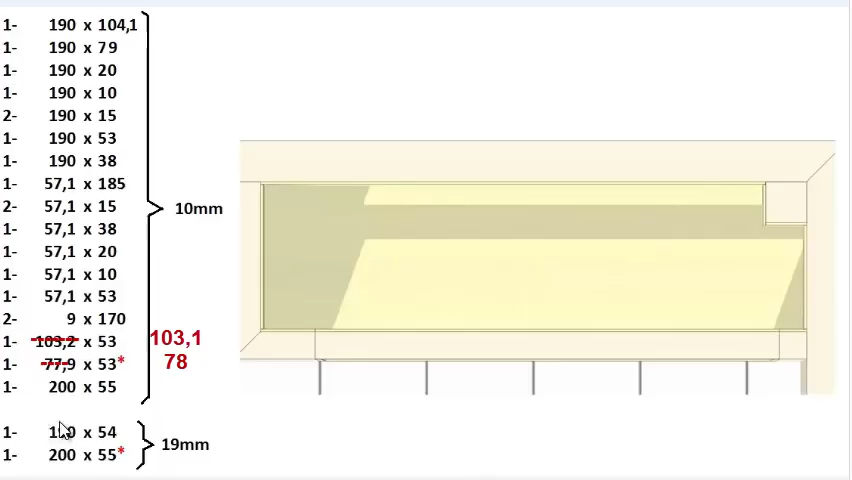 1- 190 x 104,1
1- 190 x 79
1- 190 x 20
1- 190 x 10
2- 190 x 15
1- 190 x 53
1- 190 x 38
1- 57,1 x 185
2- 57,1 x 15
1- 57,1 x 38
1- 57,1 x 20
1- 57,1 x 10
1- 57,1 x 53
2- 9 x 170
1- 103,2 x 53 103,1
1- 77,9 x 53* 78
1- 200 x 55
10mm
1- x 54
1- 200 x 55*
19mm